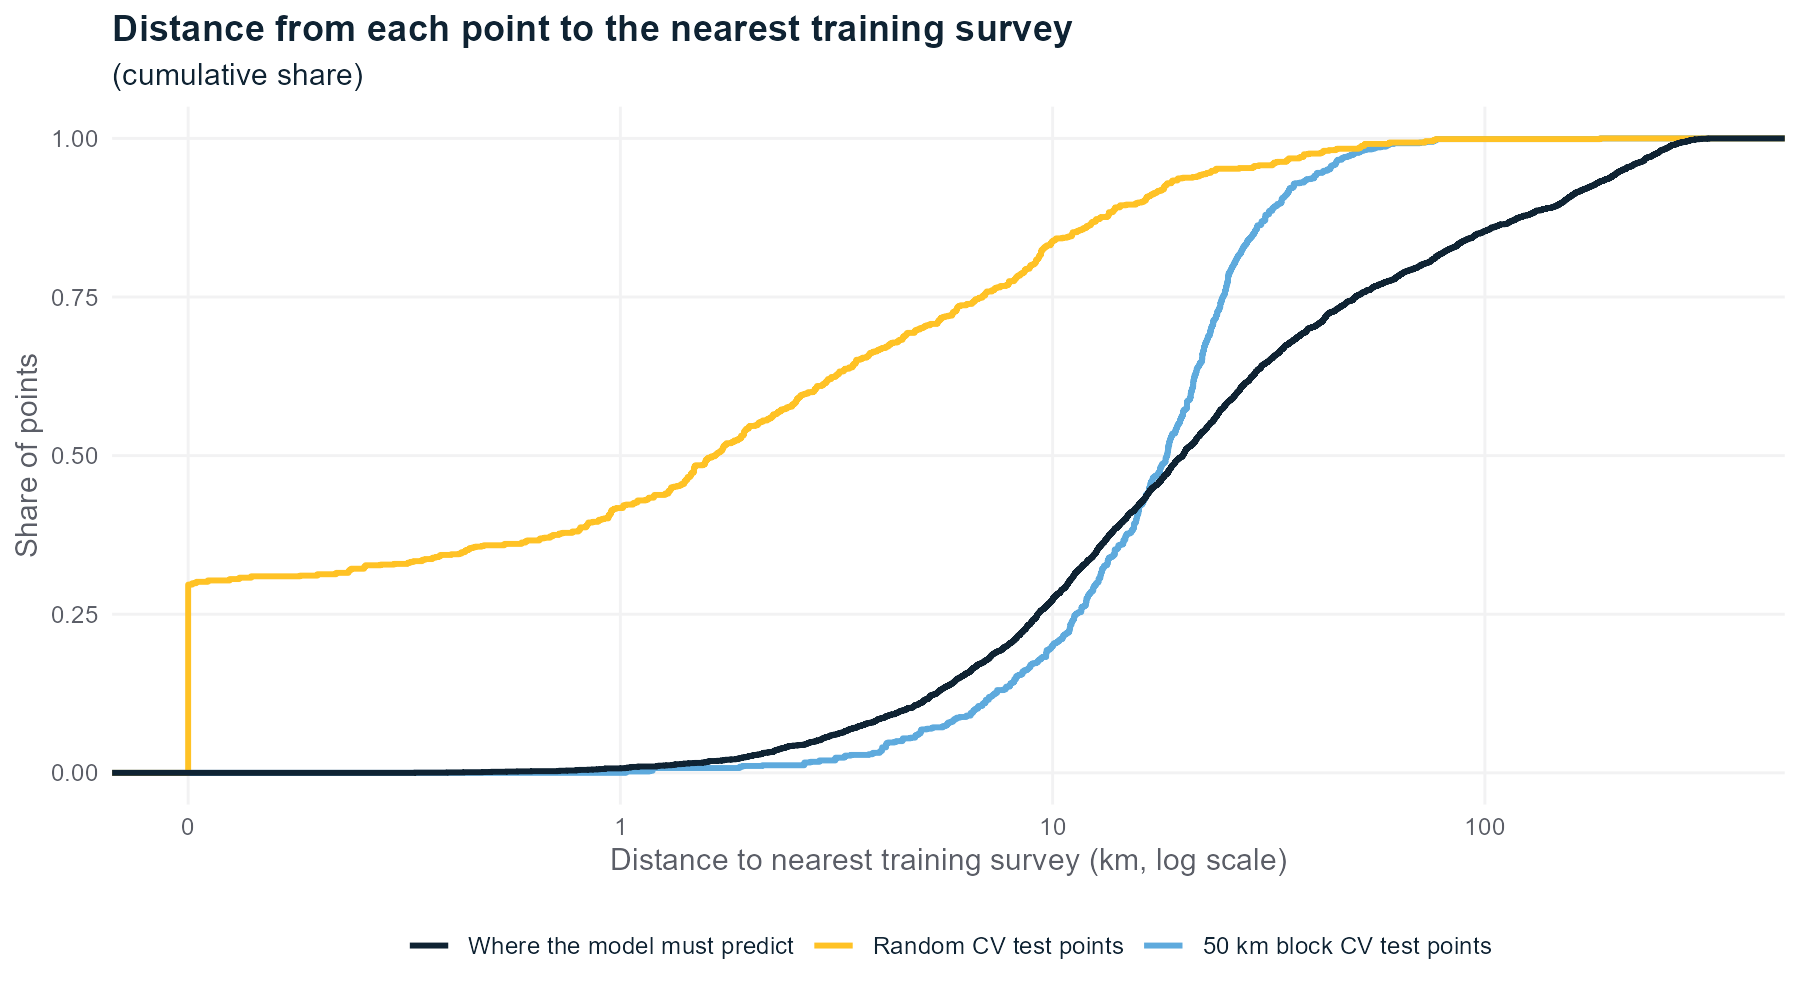 Distance from each point to the nearest training survey
(cumulative share)
1.00
0.75
0.50
0.25
0.00
Share of points
0 1 10 100
Distance to nearest training survey (km, log scale)
Where the model must predict Random CV test points 50 km block CV test points